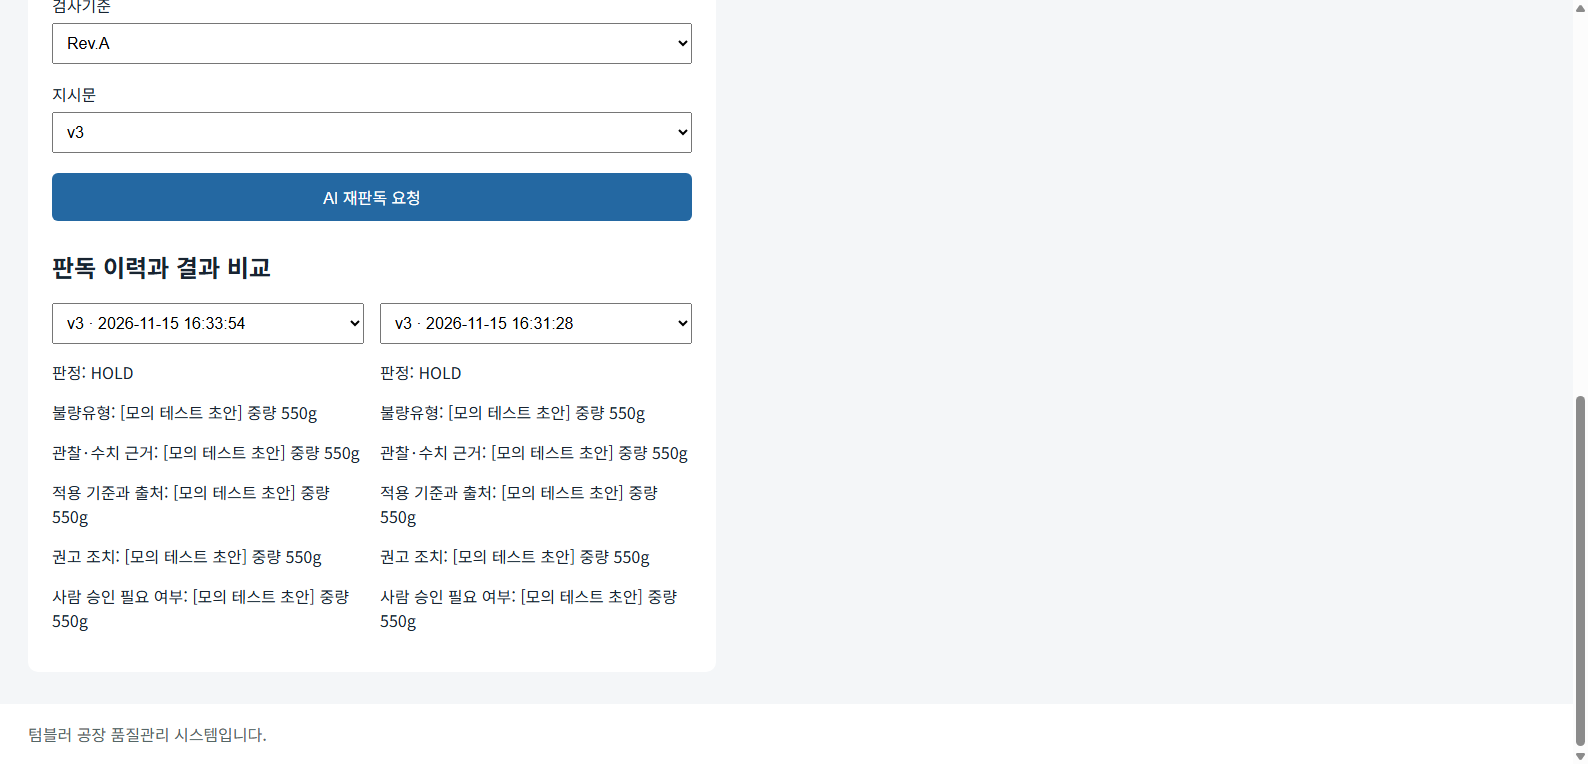 검사기준
Rev.A
지시문
v3
AI 재판독 요청
판독 이력과 결과 비교
v3 · 2026-11-15 16:33:54
v3 · 2026-11-15 16:31:28
판정: HOLD
불량유형: [모의 테스트 초안] 중량 550g
관찰·수치 근거: [모의 테스트 초안] 중량 550g
적용 기준과 출처: [모의 테스트 초안] 중량
550g
권고 조치: [모의 테스트 초안] 중량 550g
사람 승인 필요 여부: [모의 테스트 초안] 중량
550g
판정: HOLD
불량유형: [모의 테스트 초안] 중량 550g
관찰·수치 근거: [모의 테스트 초안] 중량 550g
적용 기준과 출처: [모의 테스트 초안] 중량
550g
권고 조치: [모의 테스트 초안] 중량 550g
사람 승인 필요 여부: [모의 테스트 초안] 중량
550g
텀블러 공장 품질관리 시스템입니다.